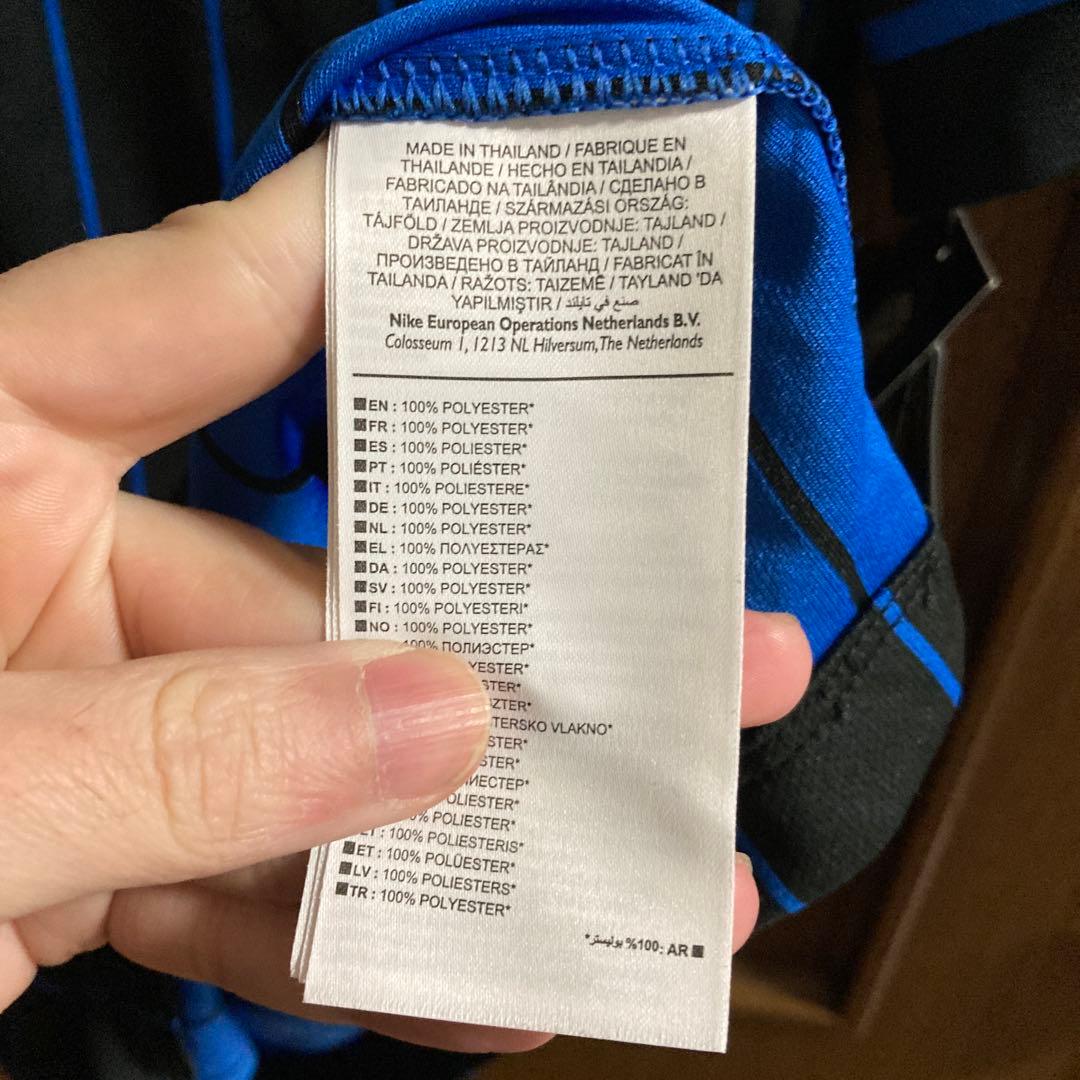 MADE IN THAILAND / FABRIQUE EN
THAILANDE / HECHO EN TAILANDIA /
FABRICADO NA TAILÂNDIA / СДЕЛАНО В
ТАИЛАНДЕ / SZÁRMAZÁSI ORSZÁG:
TÁJFÖLD / ZEMLJA PROIZVODNJE: TAJLAND /
DRŽAVA PROIZVODNJE: TAJLAND /
ПРОИЗВЕДЕНО В ТАЙЛАНД / FABRICAT ÎN
TAILANDA / RAŽOTS: TAIZEMĒ / TAYLAND 'DA
YAPILMIŞTIR / صنع في تايلند
Nike European Operations Netherlands B.V.
Colosseum 1, 1213 NL Hilversum, The Netherlands
EN : 100% POLYESTER*
FR : 100% POLYESTER*
ES : 100% POLIESTER*
PT : 100% POLIÉSTER*
IT : 100% POLIESTERE*
DE : 100% POLYESTER*
NL : 100% POLYESTER*
EL : 100% ΠΟΛΥΕΣΤΕΡΑΣ*
DA : 100% POLYESTER*
SV : 100% POLYESTER*
FI : 100% POLYESTERI*
NO : 100% POLYESTER*
100% ПОЛИЭСТЕР*
YESTER*
STER*
ZTER*
TERSKO VLAKNO*
STER*
STER*
ИЕСТЕР*
OLIESTER*
% POLIESTER*
LT : 100% POLIESTERIS*
ET : 100% POLÜESTER*
LV : 100% POLIESTERS*
TR : 100% POLYESTER*
AR :100% بوليستر*